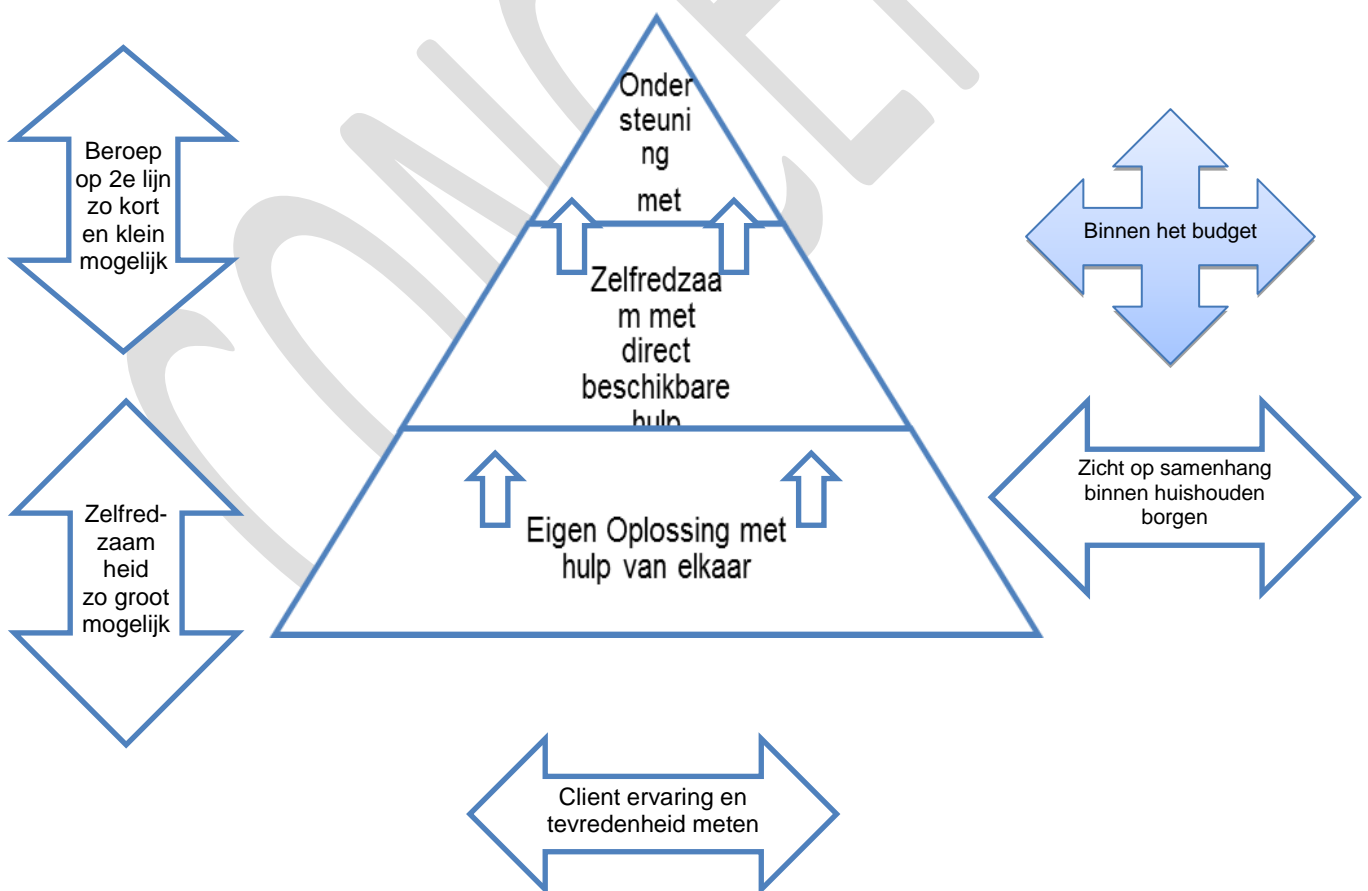 Onder
steuni
ng
met
Beroep
op 2e lijn
zo kort
en klein
mogelijk
Binnen het budget
Zelfredzaa
m met
direct
beschikbare
hulp
Zelfred-
zaam
heid
zo groot
mogelijk
Eigen Oplossing met
hulp van elkaar
Zicht op samenhang
binnen huishouden
borgen
Client ervaring en
tevredenheid meten